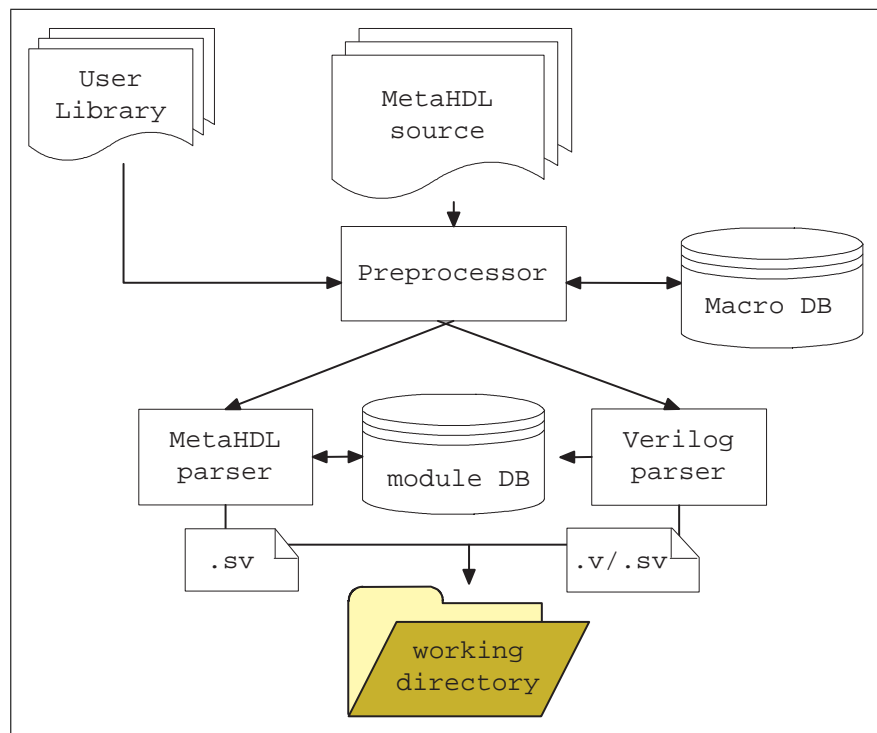 User
Library
MetaHDL
source
Preprocessor
Macro DB
MetaHDL
parser
module DB
Verilog
parser
.sv
.v/.sv
working
directory